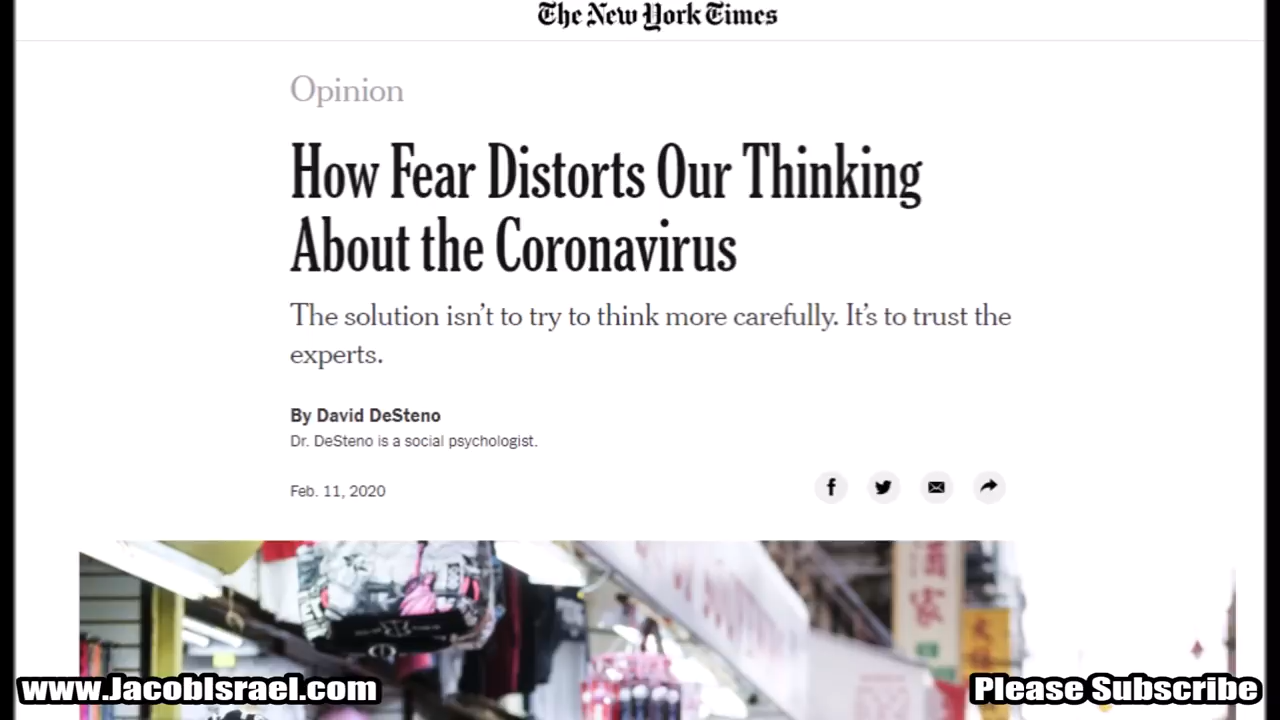 The New York Times
Opinion
How Fear Distorts Our Thinking
About the Coronavirus
The solution isn’t to try to think more carefully. It’s to trust the
experts.
By David DeSteno
Dr. DeSteno is a social psychologist.
Feb. 11, 2020
酒家
www.JacobIsrael.com
Please Subscribe